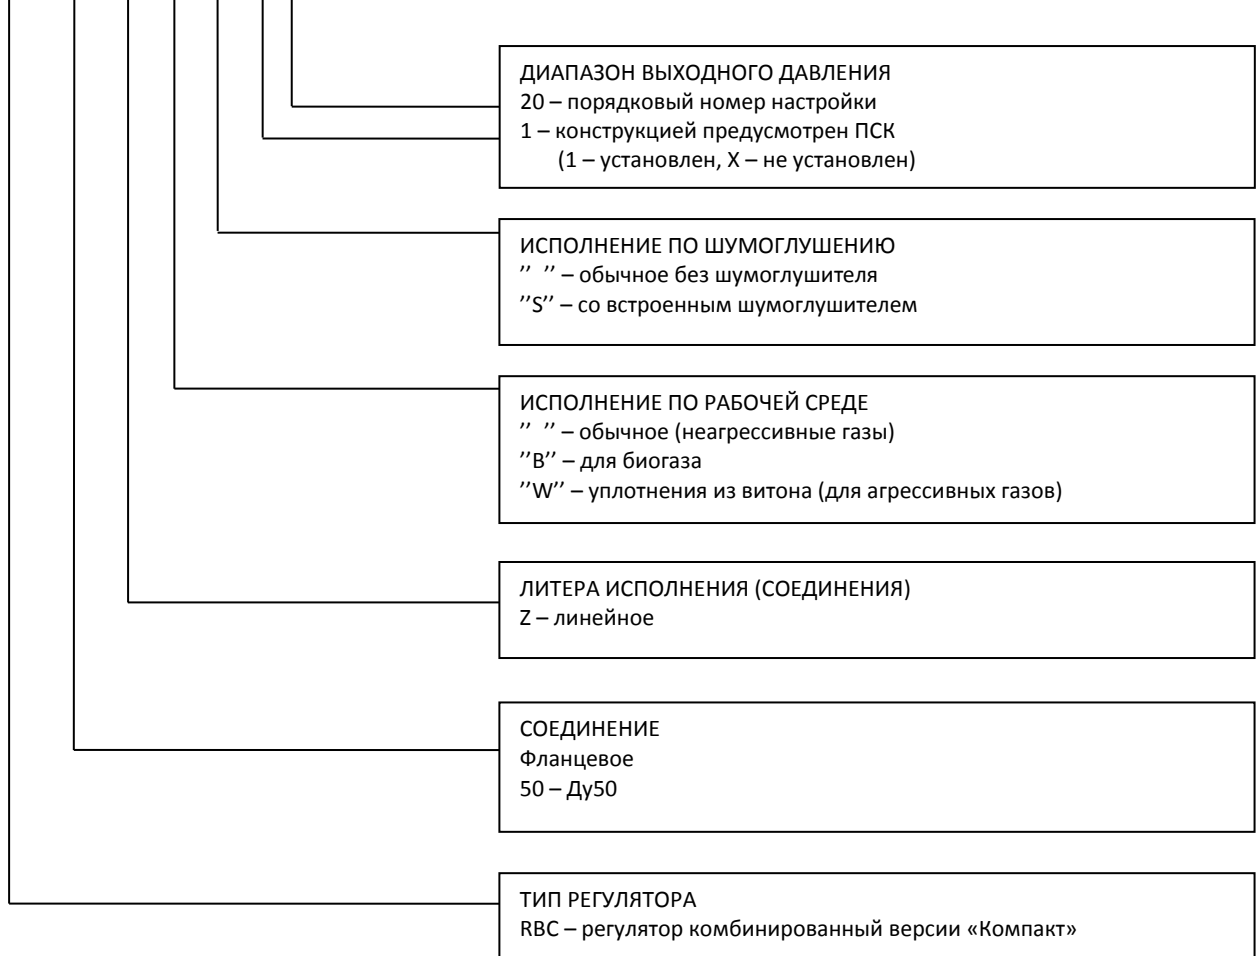 ДИАПАЗОН ВЫХОДНОГО ДАВЛЕНИЯ
20 – порядковый номер настройки
1 – конструкцией предусмотрен ПСК
(1 – установлен, X – не установлен)
ИСПОЛНЕНИЕ ПО ШУМОГЛУШЕНИЮ
′′ ′′ – обычное без шумоглушителя
′′S′′ – со встроенным шумоглушителем
ИСПОЛНЕНИЕ ПО РАБОЧЕЙ СРЕДЕ
′′ ′′ – обычное (неагрессивные газы)
′′B′′ – для биогаза
′′W′′ – уплотнения из витона (для агрессивных газов)
ЛИТЕРА ИСПОЛНЕНИЯ (СОЕДИНЕНИЯ)
Z – линейное
СОЕДИНЕНИЕ
Фланцевое
50 – Ду50
ТИП РЕГУЛЯТОРА
RBC – регулятор комбинированный версии «Компакт»